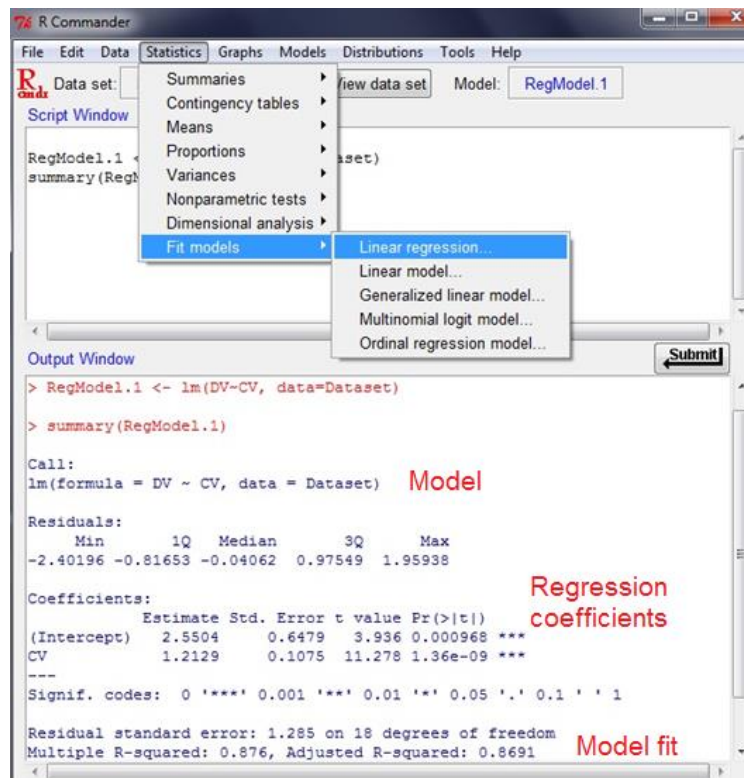 R Commander
File Edit Data Statistics Graphs Models Distributions Tools Help
R cmdr Data set: View data set Model: RegModel.1
Summaries
Contingency tables
Means
Proportions
Variances
Nonparametric tests
Dimensional analysis
Fit models
Linear regression...
Linear model...
Generalized linear model...
Multinomial logit model...
Ordinal regression model...
Script Window
RegModel.1
summary(RegM
Output Window
Submit
> RegModel.1 <- lm(DV~CV, data=Dataset)
> summary(RegModel.1)
Call:
lm(formula = DV ~ CV, data = Dataset) Model
Residuals:
Min 1Q Median 3Q Max
-2.40196 -0.81653 -0.04062 0.97549 1.95938
Regression
coefficients
Coefficients:
Estimate Std. Error t value Pr(>|t|)
(Intercept) 2.5504 0.6479 3.936 0.000968 ***
CV 1.2129 0.1075 11.278 1.36e-09 ***
---
Signif. codes: 0 '***' 0.001 '**' 0.01 '*' 0.05 '.' 0.1 ' ' 1
Residual standard error: 1.285 on 18 degrees of freedom
Multiple R-squared: 0.876, Adjusted R-squared: 0.8691 Model fit